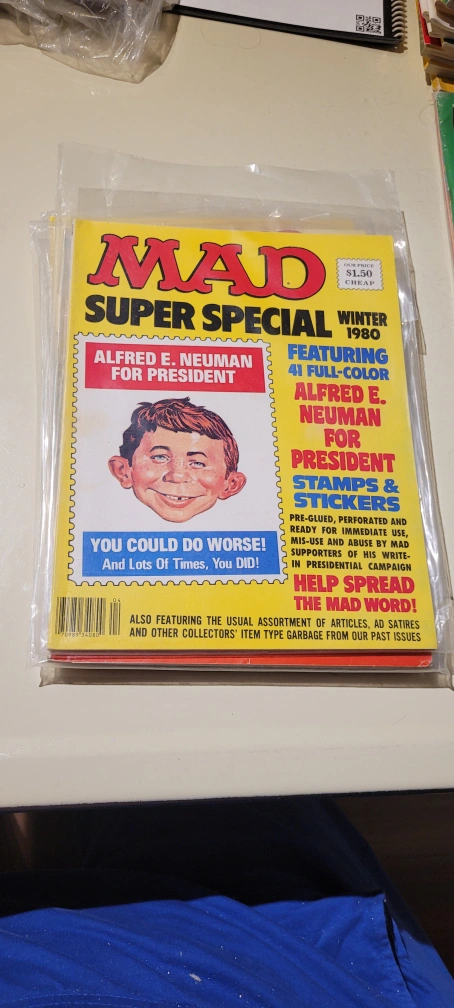 MAD
OUR PRICE
$1.50
CHEAP
SUPER SPECIAL
WINTER
1980
ALFRED E. NEUMAN
FOR PRESIDENT
YOU COULD DO WORSE!
And Lots Of Times, You DID!
FEATURING
41 FULL-COLOR
ALFRED E.
NEUMAN
FOR
PRESIDENT
STAMPS &
STICKERS
PRE-GLUED, PERFORATED AND
READY FOR IMMEDIATE USE,
MIS-USE AND ABUSE BY MAD
SUPPORTERS OF HIS WRITE-
IN PRESIDENTIAL CAMPAIGN
HELP SPREAD
THE MAD WORD!
04
ALSO FEATURING THE USUAL ASSORTMENT OF ARTICLES, AD SATIRES
AND OTHER COLLECTORS' ITEM TYPE GARBAGE FROM OUR PAST ISSUES